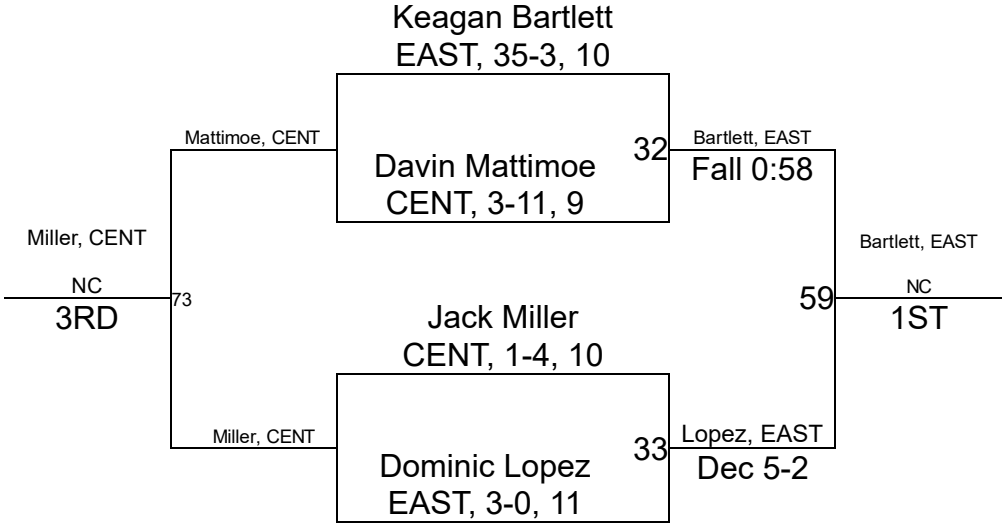 Keagan Bartlett
EAST, 35-3, 10
Mattimoe, CENT
Davin Mattimoe
CENT, 3-11, 9
32
Bartlett, EAST
Fall 0:58
Miller, CENT
NC
3RD
73
Bartlett, EAST
NC
1ST
59
Jack Miller
CENT, 1-4, 10
Miller, CENT
Dominic Lopez
EAST, 3-0, 11
33
Lopez, EAST
Dec 5-2